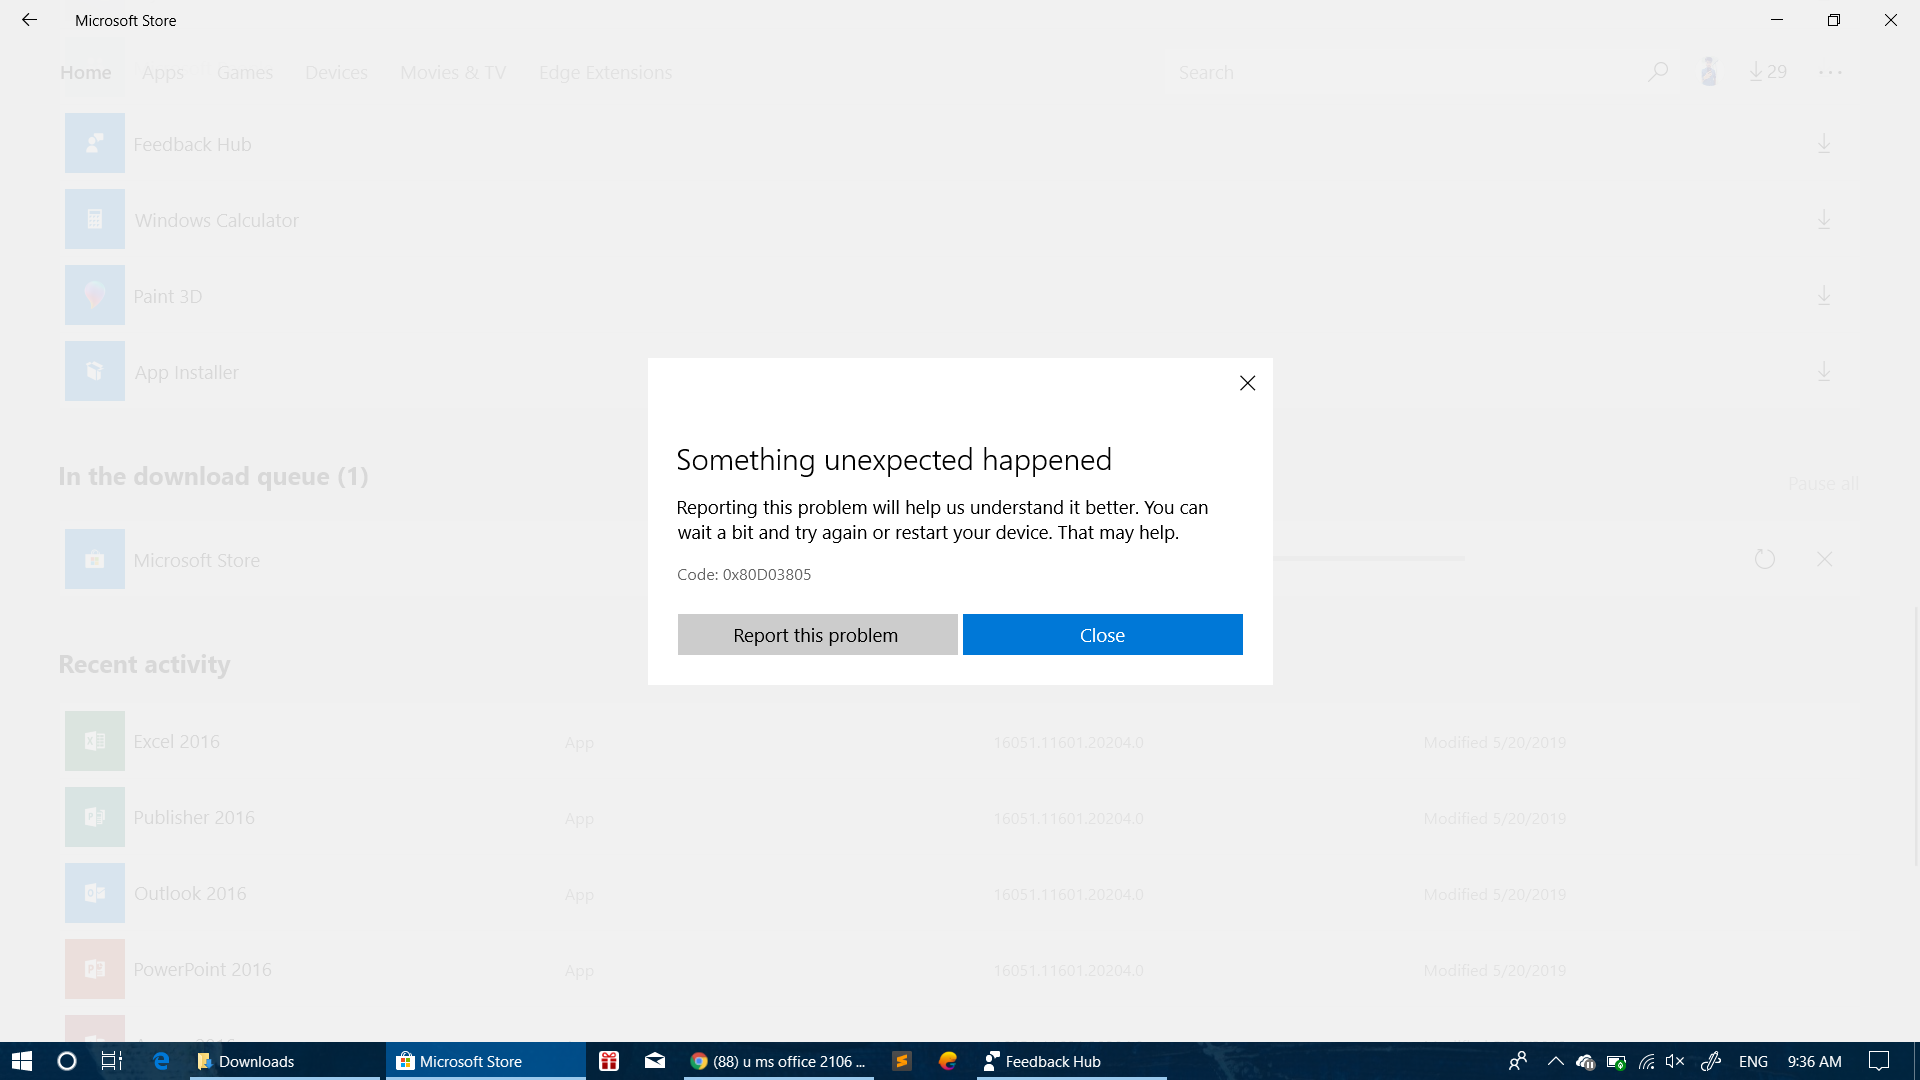 Microsoft Store
Home Apps Games Devices Movies & TV Edge Extensions Search 29
Feedback Hub
Windows Calculator
Paint 3D
App Installer
Something unexpected happened
Reporting this problem will help us understand it better. You can
wait a bit and try again or restart your device. That may help.
Code: 0x80D03805
Report this problem Close
In the download queue (1) Pause all
Microsoft Store
Recent activity
Excel 2016 App 16051.11601.20204.0 Modified 5/20/2019
Publisher 2016 App 16051.11601.20204.0 Modified 5/20/2019
Outlook 2016 App 16051.11601.20204.0 Modified 5/20/2019
PowerPoint 2016 App 16051.11601.20204.0 Modified 5/20/2019
Downloads Microsoft Store (88) u ms office 2106 ... Feedback Hub ENG 9:36 AM